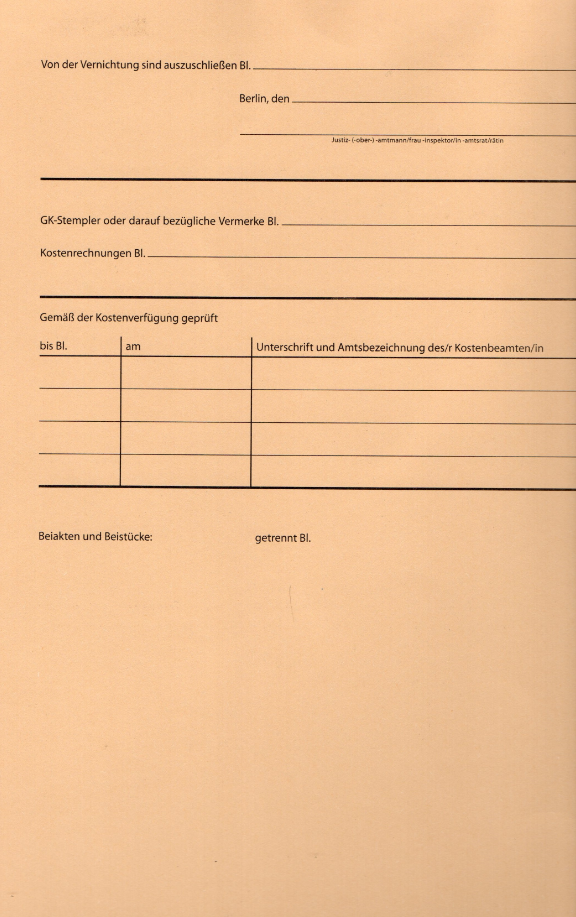 Von der Vernichtung sind auszuschließen Bl.
Berlin, den
Justiz- (-ober-) -amtmann/frau -inspektor/in -amtsrat/rätin
GK-Stempler oder darauf bezügliche Vermerke Bl.
Kostenrechnungen Bl.
Gemäß der Kostenverfügung geprüft
bis Bl. am Unterschrift und Amtsbezeichnung des/r Kostenbeamten/in
Beiakten und Beistücke: getrennt Bl.